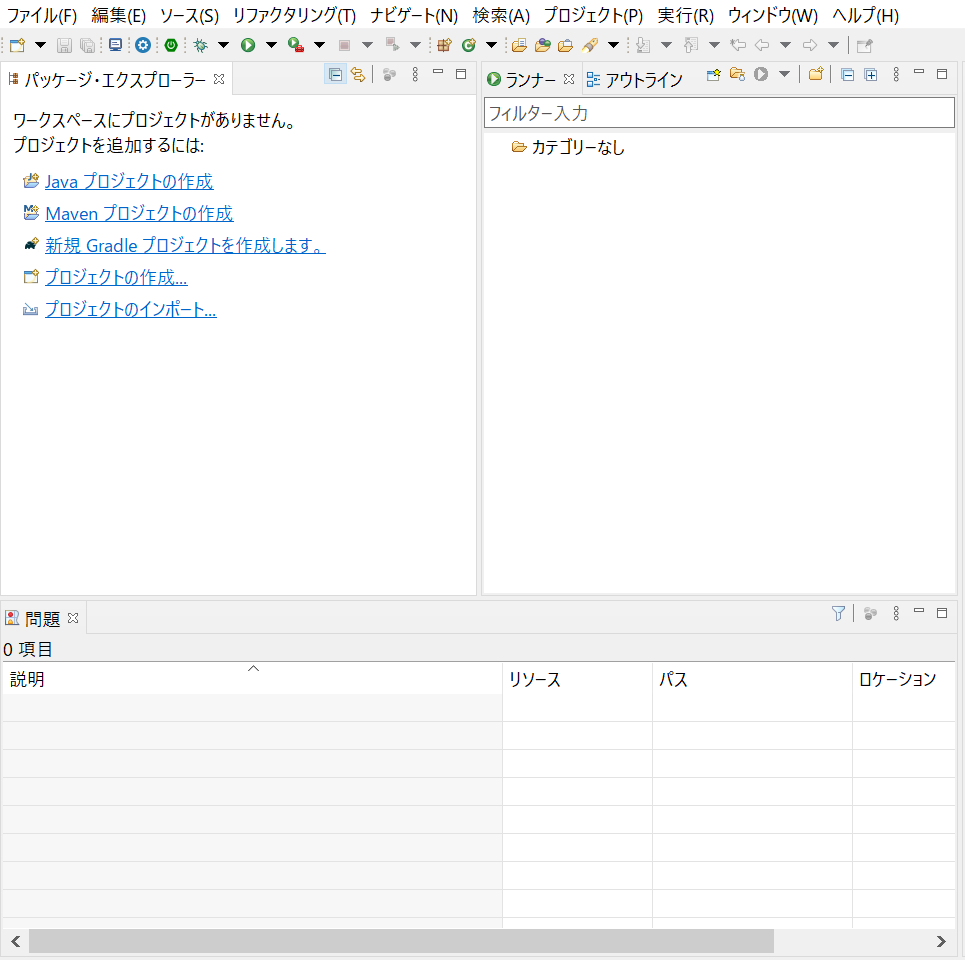 ファイル(F) 編集(E) ソース(S) リファクタリング(T) ナビゲート(N) 検索(A) プロジェクト(P) 実行(R) ウィンドウ(W) ヘルプ(H)
パッケージ・エクスプローラー
ワークスペースにプロジェクトがありません。
プロジェクトを追加するには:
Java プロジェクトの作成
Maven プロジェクトの作成
新規 Gradle プロジェクトを作成します。
プロジェクトの作成...
プロジェクトのインポート...
ランナー アウトライン
フィルター入力
カテゴリーなし
問題
0 項目
説明 リソース パス ロケーション